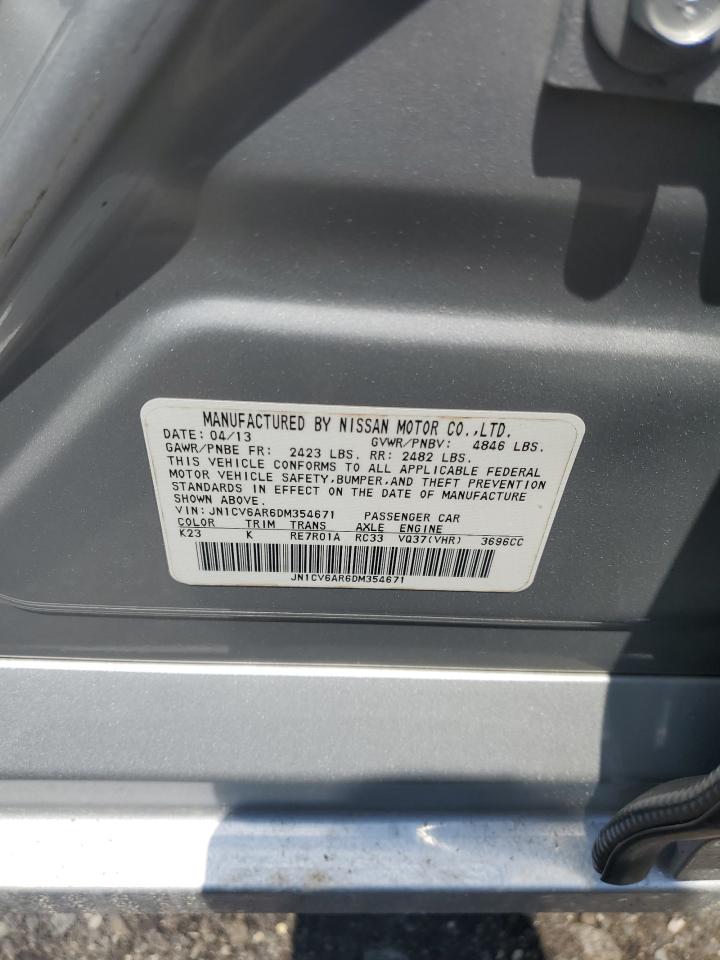 MANUFACTURED BY NISSAN MOTOR CO.,LTD.
DATE: 04/13 GVWR/PNBV: 4846 LBS.
GAWR/PNBE FR: 2423 LBS. RR: 2482 LBS.
THIS VEHICLE CONFORMS TO ALL APPLICABLE FEDERAL
MOTOR VEHICLE SAFETY,BUMPER,AND THEFT PREVENTION
STANDARDS IN EFFECT ON THE DATE OF MANUFACTURE
SHOWN ABOVE.
VIN: JN1CV6AR6DM354671 PASSENGER CAR
COLOR TRIM TRANS AXLE ENGINE
K23 K RE7R01A RC33 VQ37(VHR) 3696CC
JN1CV6AR6DM354671